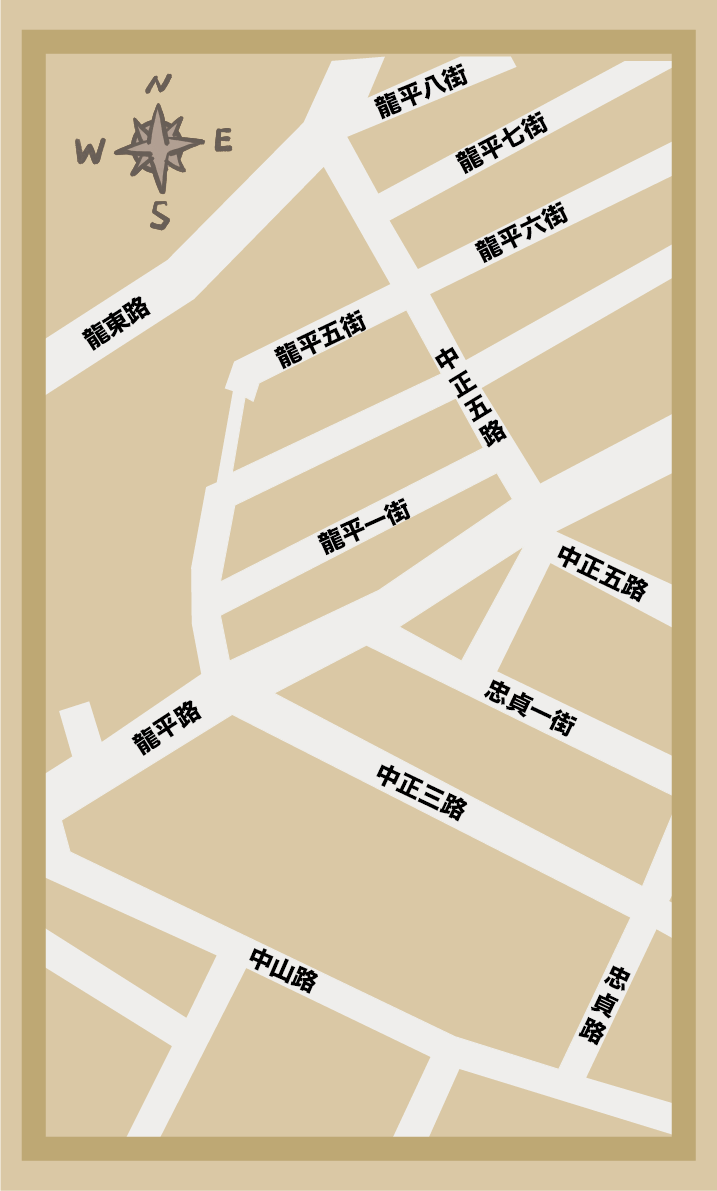 N
W
E
S
龍平八街
龍平七街
龍平六街
龍東路
龍平五街
中正五路
龍平一街
中正五路
忠貞一街
龍平路
中正三路
中山路
忠貞路